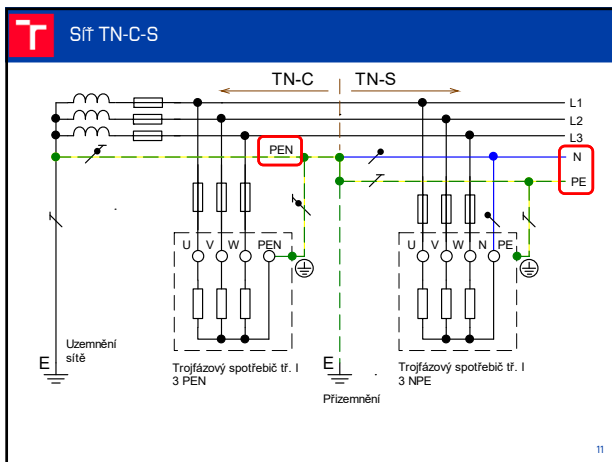 Síť TN-C-S
TN-C
TN-S
L1
L2
L3
PEN
N
PE
U V W PEN
U V W N PE
Uzemnění
sítě
E
Trojfázový spotřebič tř. I
3 PEN
E
Přizemnění
Trojfázový spotřebič tř. I
3 NPE
11